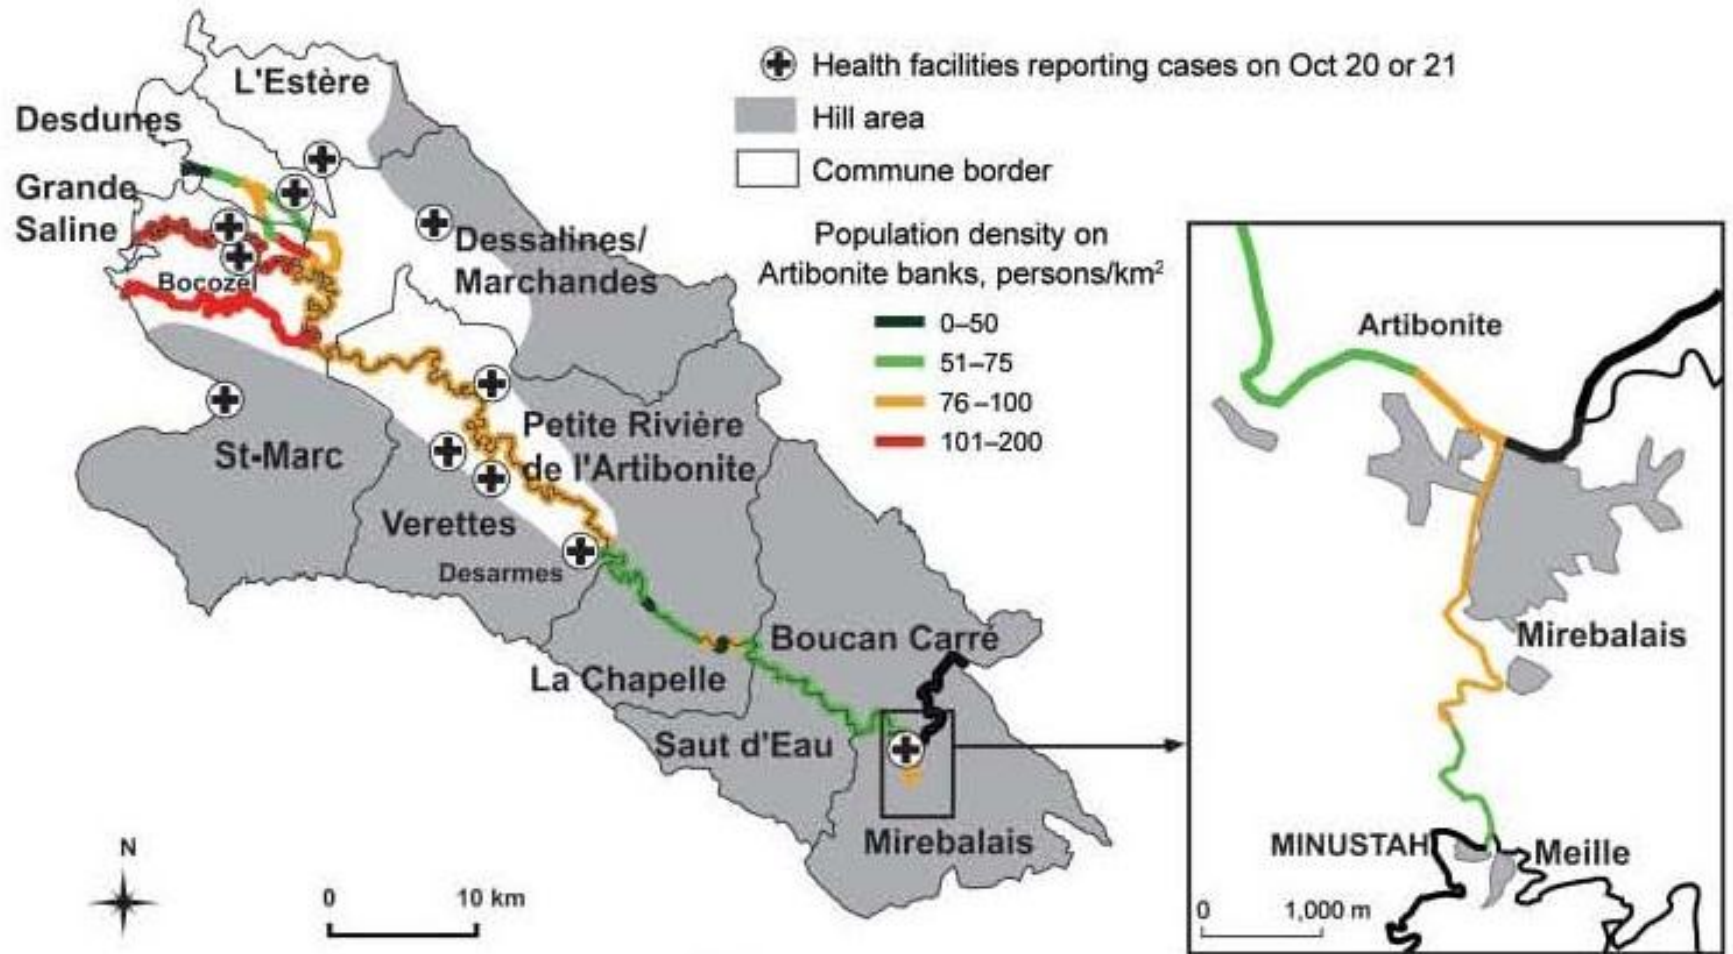 L'Estère
Desdunes
Grande
Saline
Bocozel
Dessalines/
Marchandes
St-Marc
Petite Rivière
de l'Artibonite
Verettes
Desarmes
La Chapelle
Boucan Carré
Saut d'Eau
Mirebalais
N
0 10 km
Health facilities reporting cases on Oct 20 or 21
Hill area
Commune border
Population density on
Artibonite banks, persons/km²
0–50
51–75
76–100
101–200
Artibonite
Mirebalais
MINUSTAH
Meille
0 1,000 m